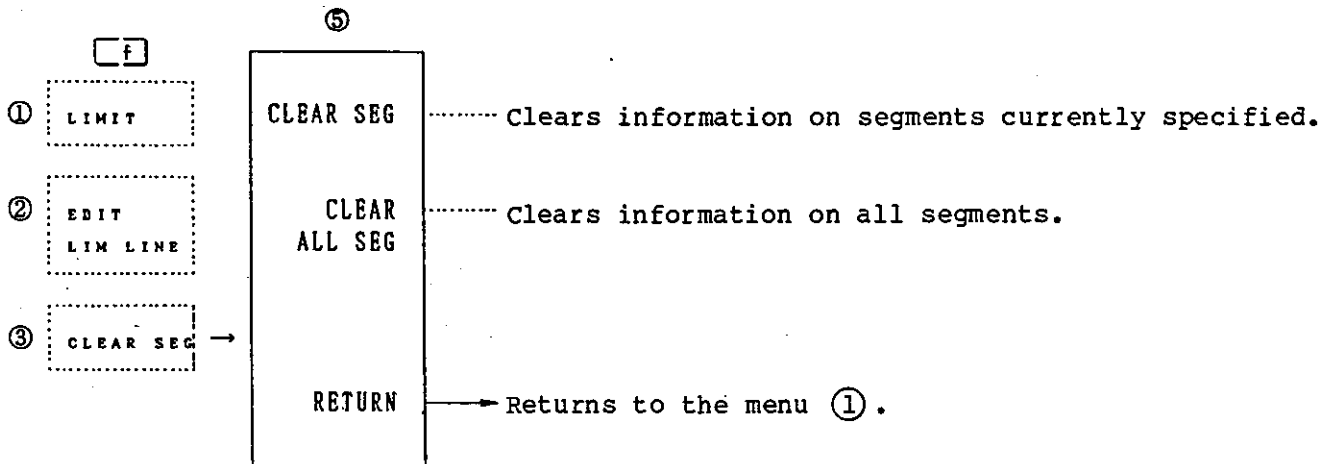 ⑤
f
① LIMIT
CLEAR SEG ········ Clears information on segments currently specified.
② EDIT
LIM LINE
CLEAR ········ Clears information on all segments.
ALL SEG
③ CLEAR SEG →
RETURN → Returns to the menu ①.